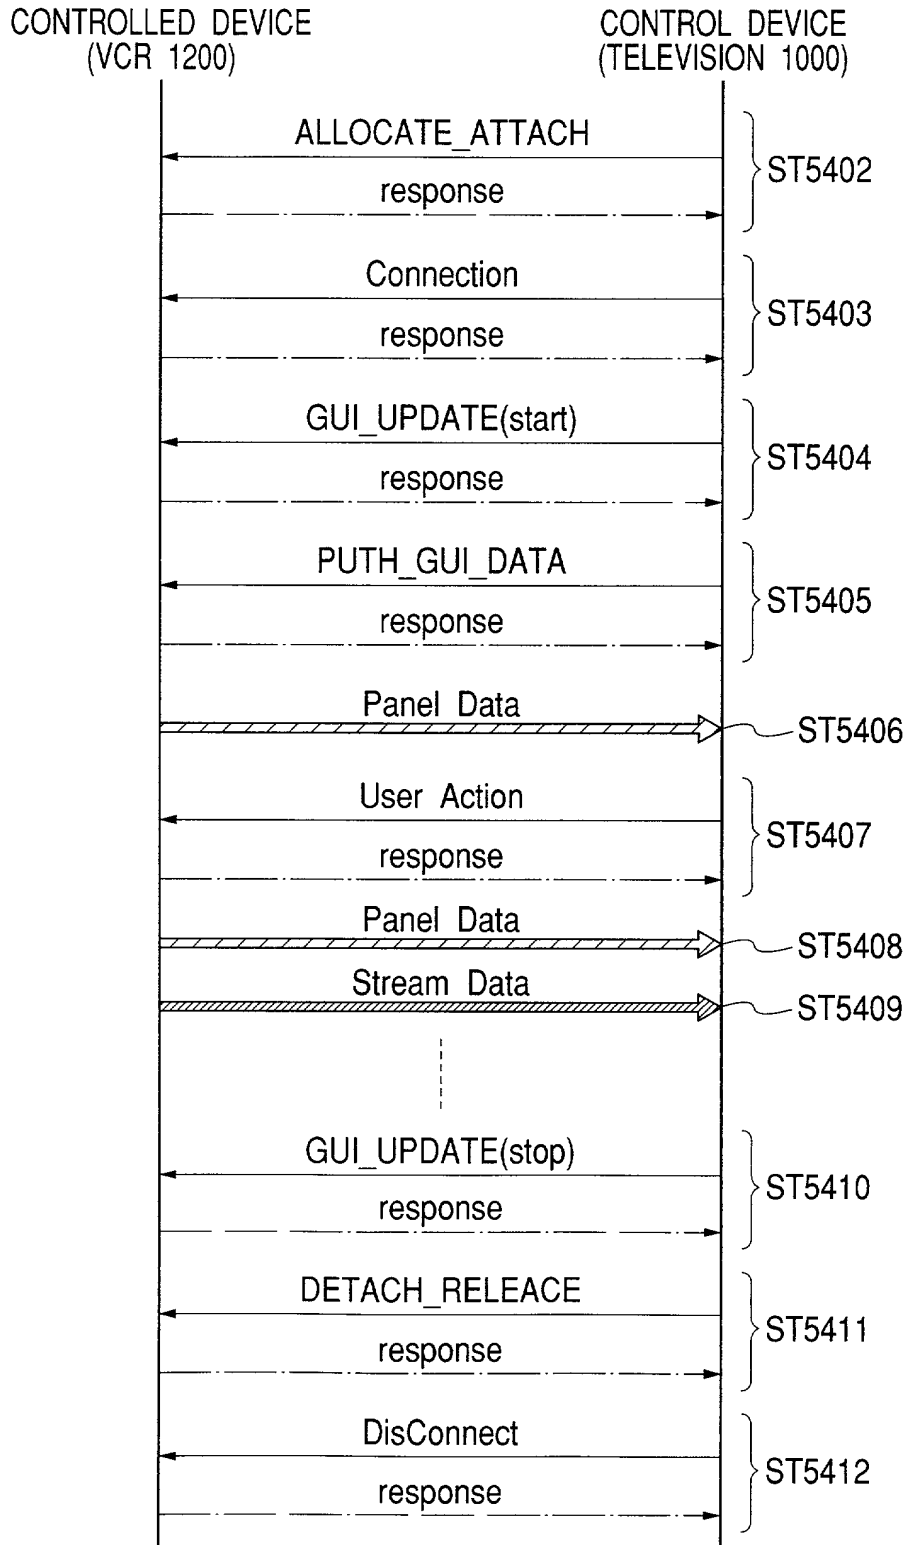 CONTROLLED DEVICE
(VCR 1200)
CONTROL DEVICE
(TELEVISION 1000)
ALLOCATE_ATTACH
response
ST5402
Connection
response
ST5403
GUI_UPDATE(start)
response
ST5404
PUTH_GUI_DATA
response
ST5405
Panel Data
ST5406
User Action
response
ST5407
Panel Data
ST5408
Stream Data
ST5409
GUI_UPDATE(stop)
response
ST5410
DETACH_RELEACE
response
ST5411
DisConnect
response
ST5412